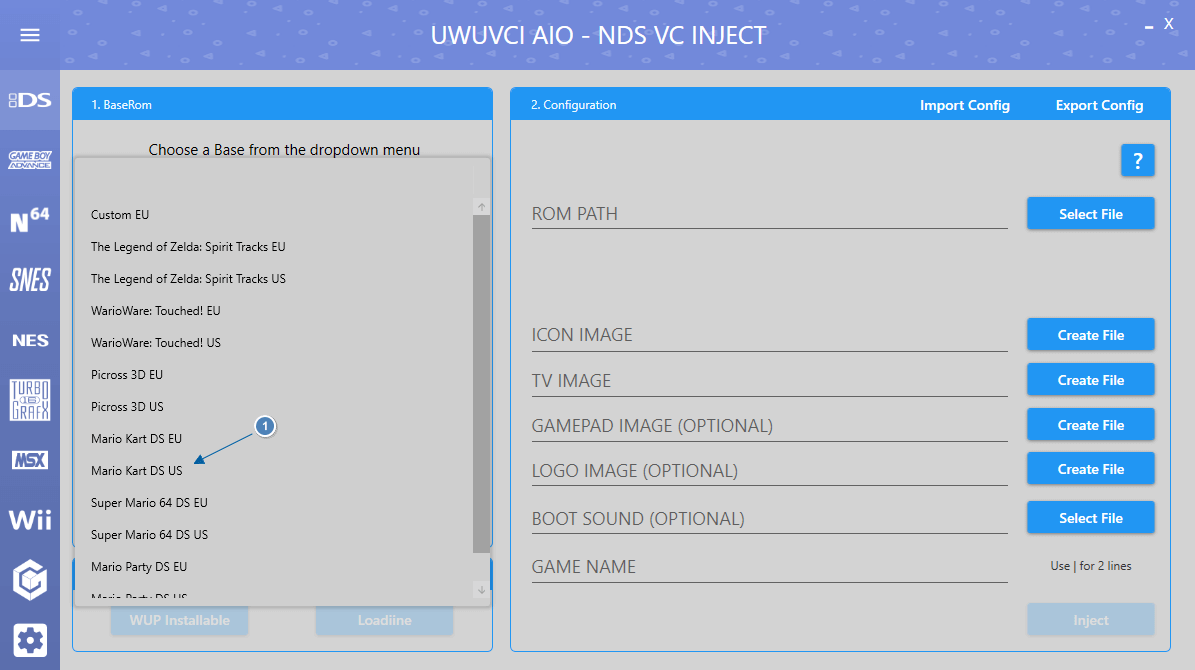 UWUVCI AIO - NDS VC INJECT
X
DS
GAME BOY
ADVANCE
N64
SNES
NES
TURBO
16
GRAFX
MSX
Wii
1. BaseRom
Choose a Base from the dropdown menu
Custom EU
The Legend of Zelda: Spirit Tracks EU
The Legend of Zelda: Spirit Tracks US
WarioWare: Touched! EU
WarioWare: Touched! US
Picross 3D EU
Picross 3D US
1
Mario Kart DS EU
Mario Kart DS US
Super Mario 64 DS EU
Super Mario 64 DS US
Mario Party DS EU
Mario Party DS US
WUP Installable
Loadiine
2. Configuration
Import Config
Export Config
?
ROM PATH
Select File
ICON IMAGE
Create File
TV IMAGE
Create File
GAMEPAD IMAGE (OPTIONAL)
Create File
LOGO IMAGE (OPTIONAL)
Create File
BOOT SOUND (OPTIONAL)
Select File
GAME NAME
Use | for 2 lines
Inject